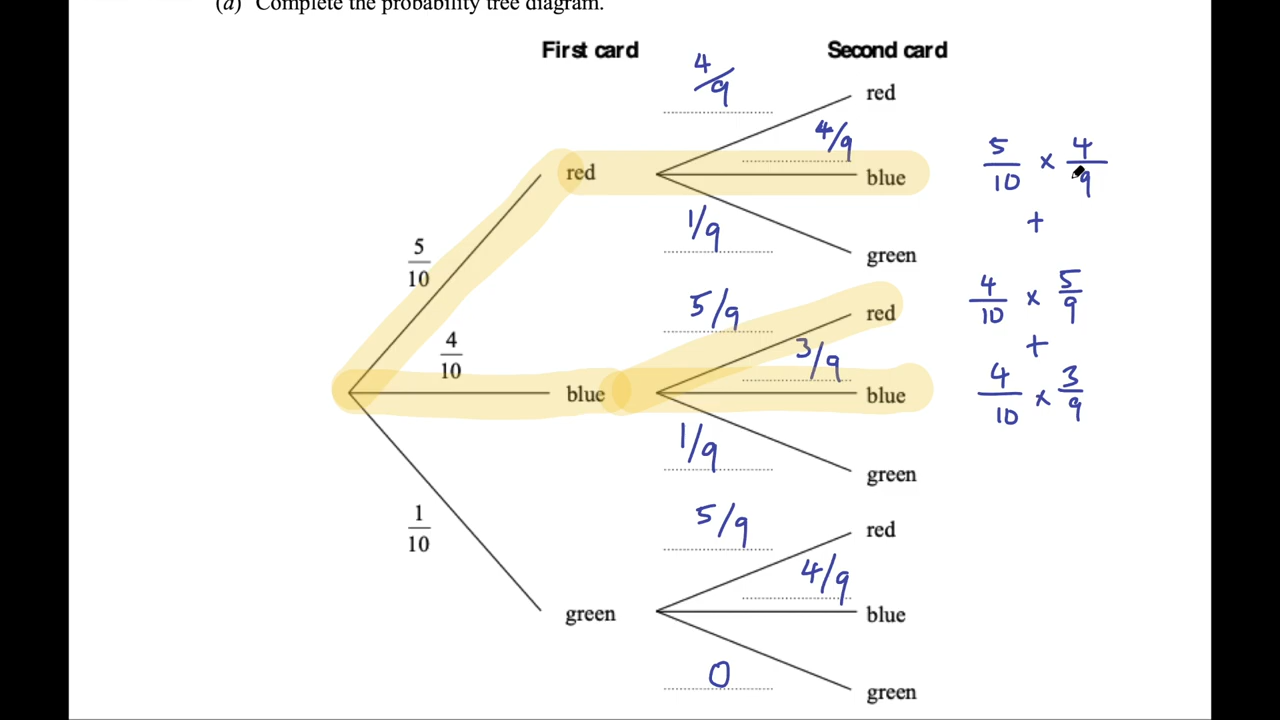 (a) Complete the probability tree diagram.
First card
Second card
4/9
red
4/9
red
blue
5/10 × 4/9
1/9
+
5/10
green
5/9
red
4/10 × 5/9
4/10
3/9
+
blue
blue
4/10 × 3/9
1/9
green
1/10
5/9
red
4/9
green
blue
0
green